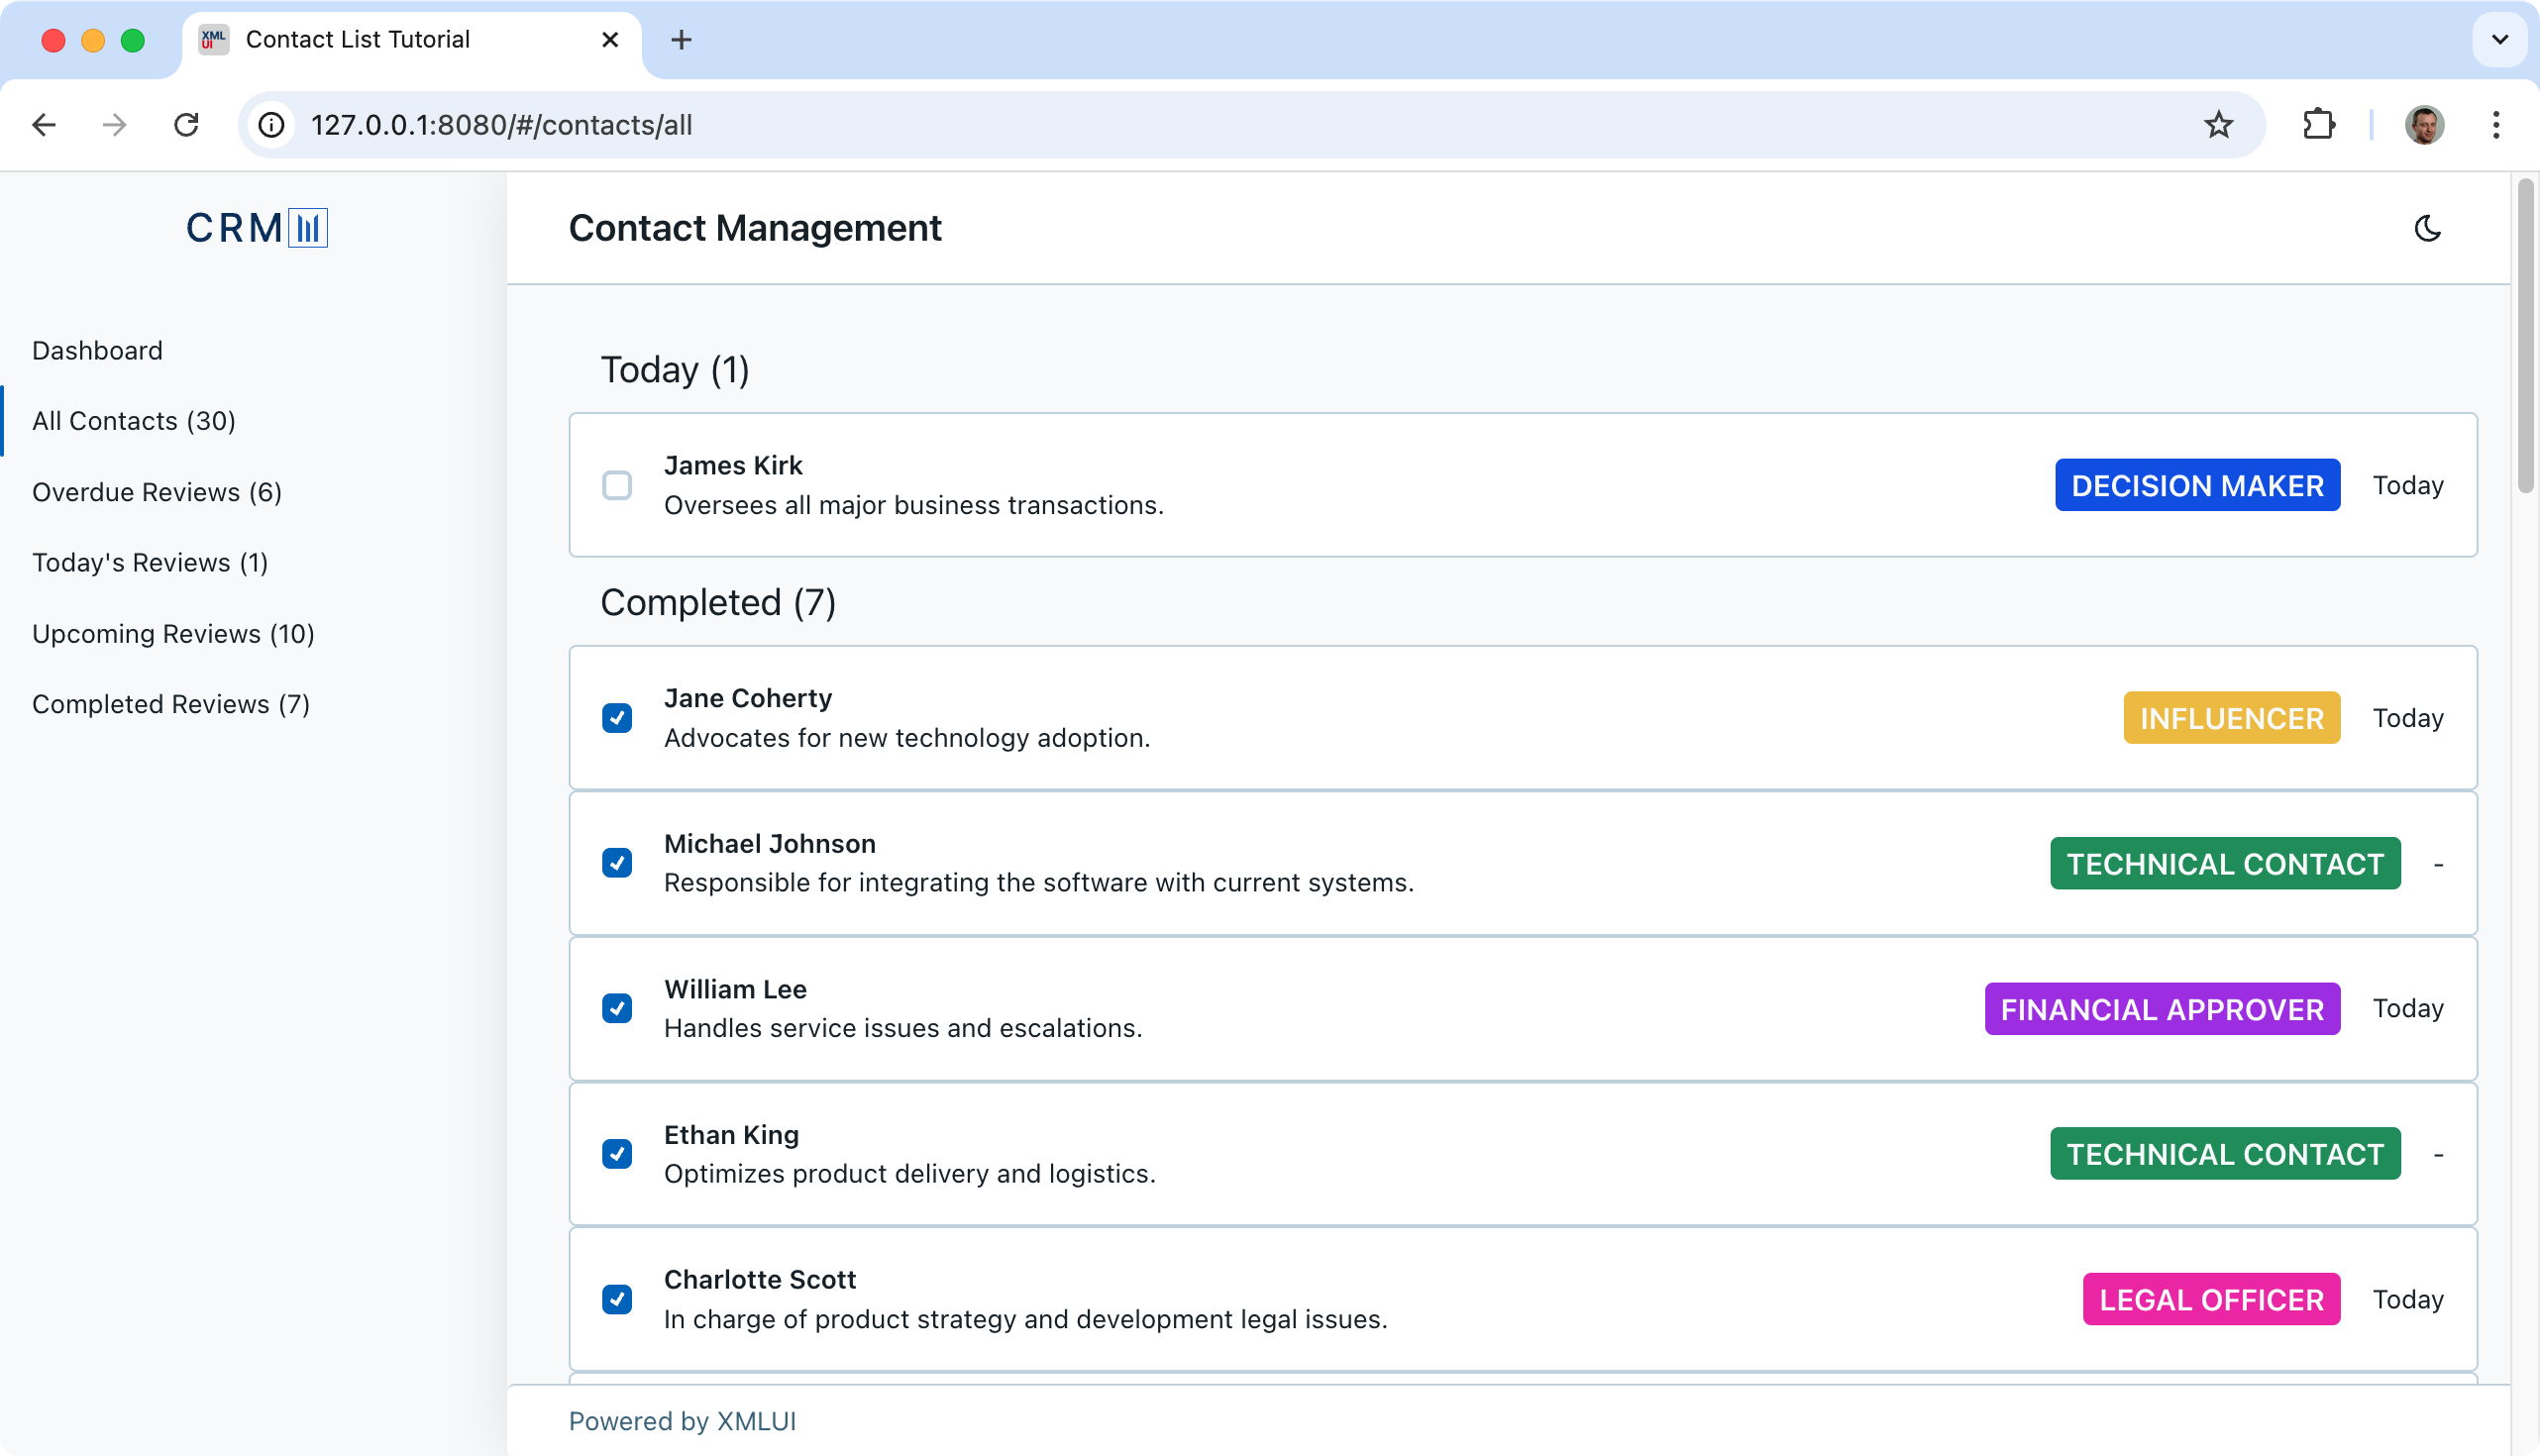 XML
UI
Contact List Tutorial
127.0.0.1:8080/#/contacts/all
CRM
Contact Management
Dashboard
All Contacts (30)
Overdue Reviews (6)
Today's Reviews (1)
Upcoming Reviews (10)
Completed Reviews (7)
Today (1)
James Kirk
Oversees all major business transactions.
DECISION MAKER
Today
Completed (7)
Jane Coherty
Advocates for new technology adoption.
INFLUENCER
Today
Michael Johnson
Responsible for integrating the software with current systems.
TECHNICAL CONTACT
-
William Lee
Handles service issues and escalations.
FINANCIAL APPROVER
Today
Ethan King
Optimizes product delivery and logistics.
TECHNICAL CONTACT
-
Charlotte Scott
In charge of product strategy and development legal issues.
LEGAL OFFICER
Today
Powered by XMLUI